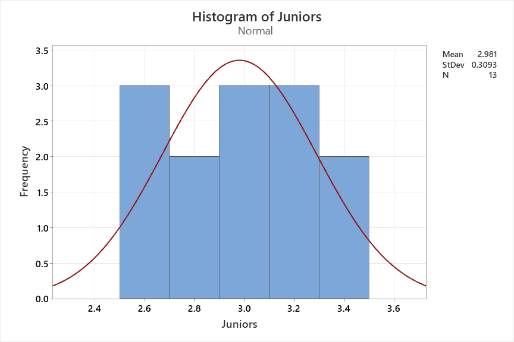 Histogram of Juniors
Normal
Mean 2.981
StDev 0.3093
N 13
3.5
3.0
2.5
2.0
1.5
1.0
0.5
0.0
Frequency
2.4 2.6 2.8 3.0 3.2 3.4 3.6
Juniors